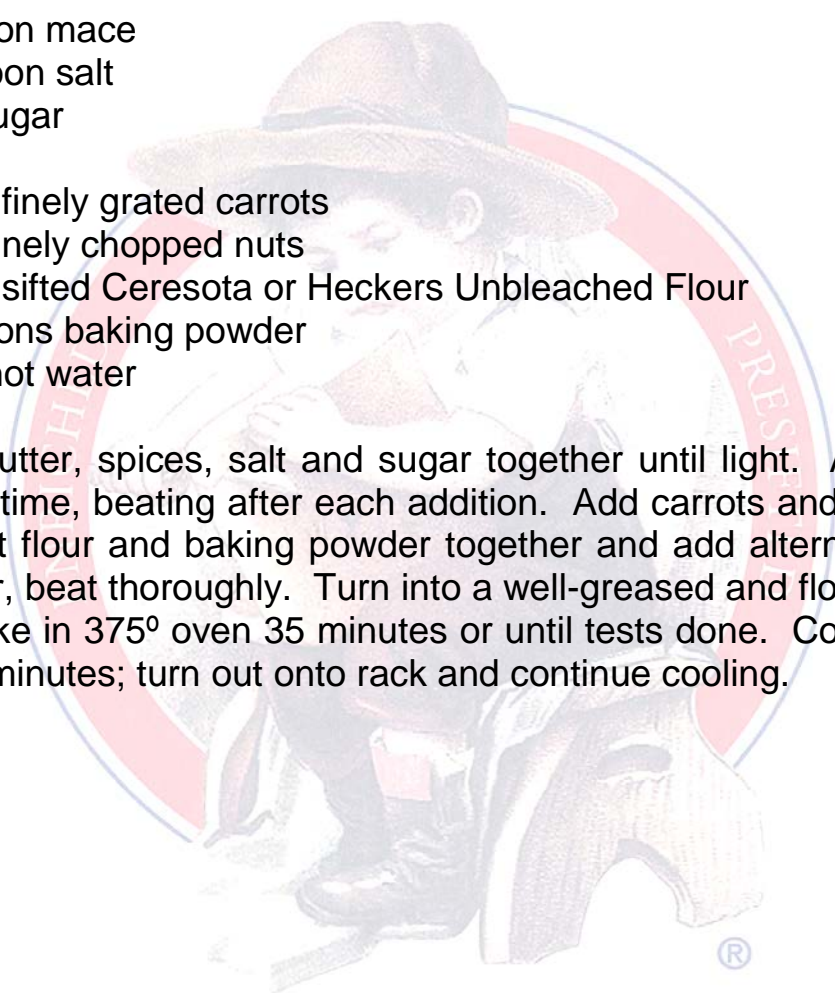 on mace
oon salt
ugar
finely grated carrots
inely chopped nuts
sifted Ceresota or Heckers Unbleached Flour
ons baking powder
hot water
utter, spices, salt and sugar together until light. A
time, beating after each addition. Add carrots and
t flour and baking powder together and add altern
r, beat thoroughly. Turn into a well-greased and flo
ke in 375º oven 35 minutes or until tests done. Co
minutes; turn out onto rack and continue cooling.
®